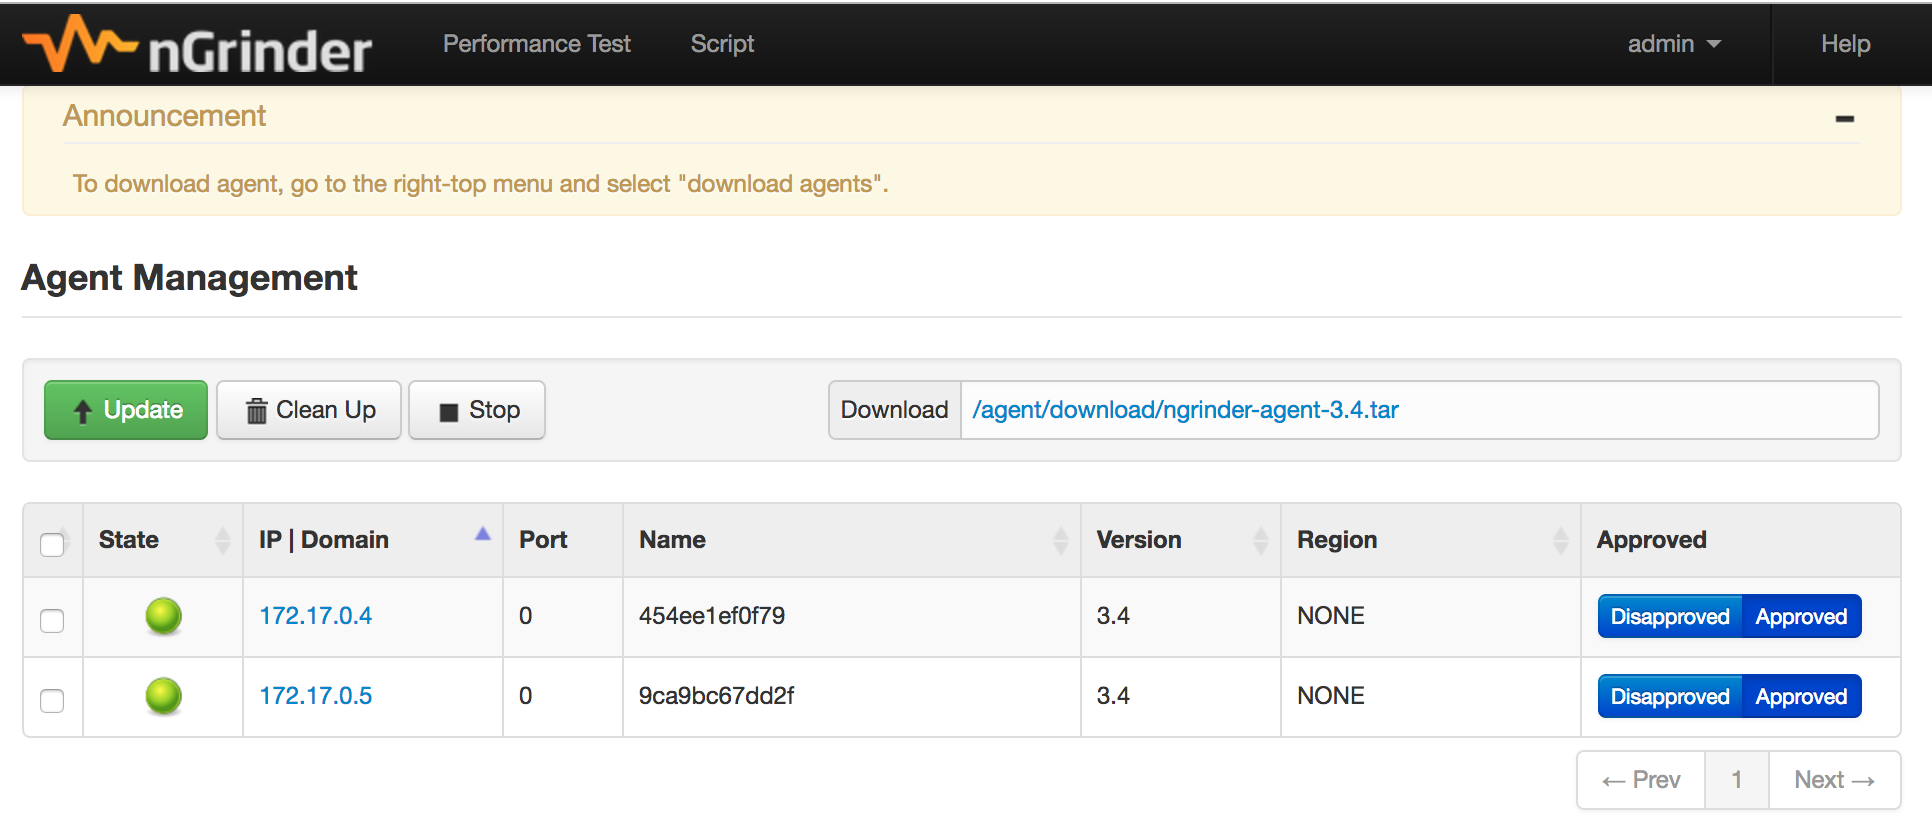 nGrinder Performance Test Script admin Help
Announcement
To download agent, go to the right-top menu and select "download agents".
Agent Management
Update Clean Up Stop Download /agent/download/ngrinder-agent-3.4.tar
State IP | Domain Port Name Version Region Approved
172.17.0.4 0 454ee1ef0f79 3.4 NONE Disapproved Approved
172.17.0.5 0 9ca9bc67dd2f 3.4 NONE Disapproved Approved
← Prev 1 Next →